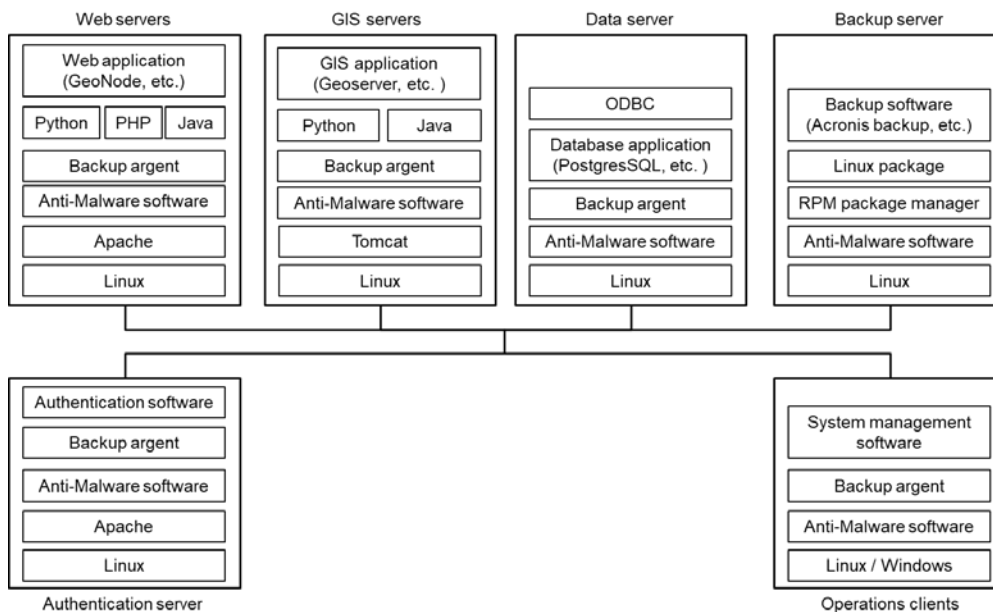 Web servers
Web application
(GeoNode, etc.)
Python
PHP
Java
Backup argent
Anti-Malware software
Apache
Linux
GIS servers
GIS application
(Geoserver, etc. )
Python
Java
Backup argent
Anti-Malware software
Tomcat
Linux
Data server
ODBC
Database application
(PostgresSQL, etc. )
Backup argent
Anti-Malware software
Linux
Backup server
Backup software
(Acronis backup, etc.)
Linux package
RPM package manager
Anti-Malware software
Linux
Authentication software
Backup argent
Anti-Malware software
Apache
Linux
Authentication server
System management
software
Backup argent
Anti-Malware software
Linux / Windows
Operations clients